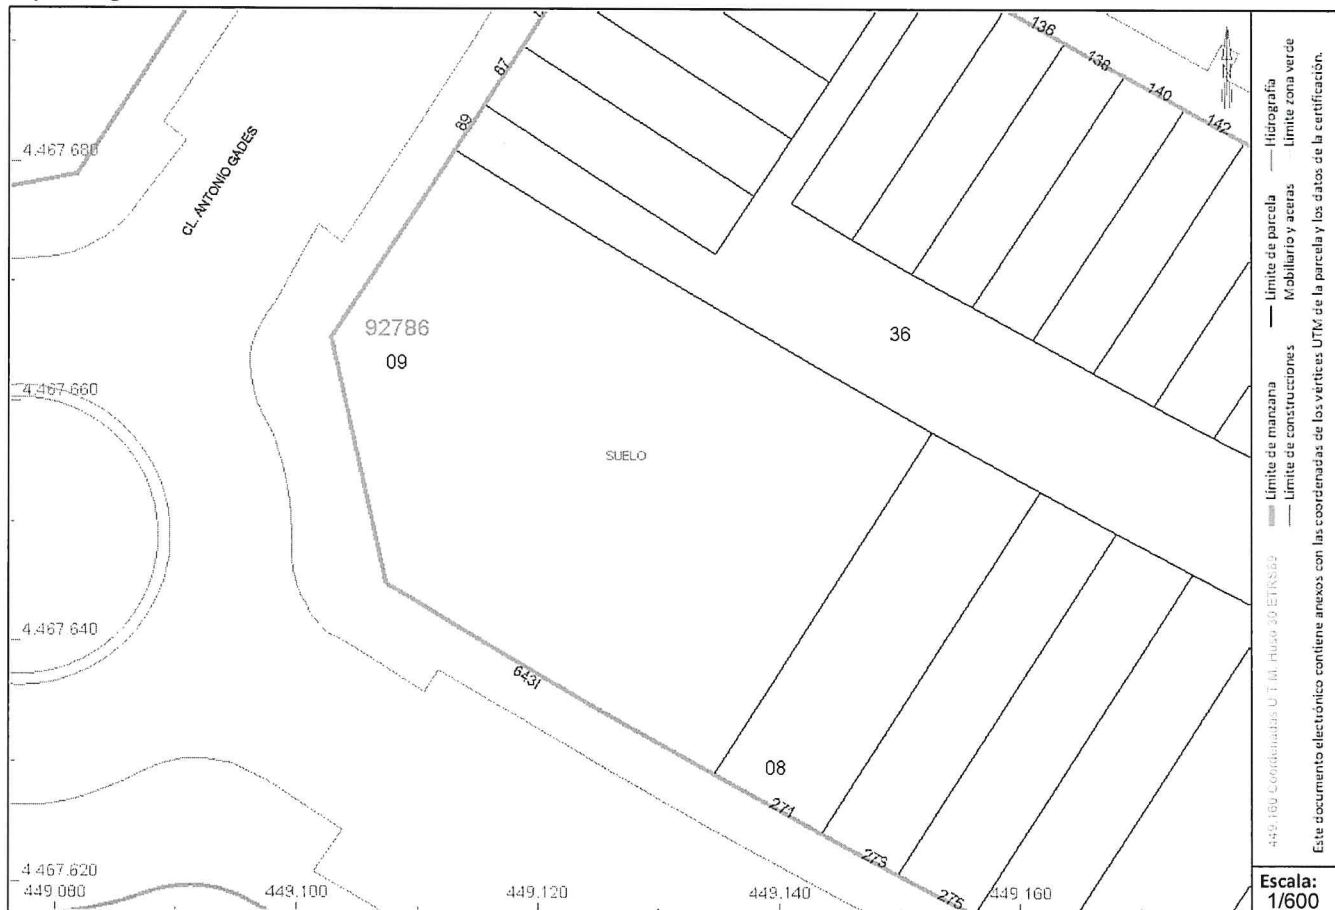 136
138
140
142
87
89
4.467.680
CL. ANTONIO GADES
92786
09
36
4.467.660
SUELO
4.467.640
643I
08
271
273
275
4.467.620
449.080
449.100
449.120
449.140
449.160
449.160 Coordenadas U.T.M. Huso 30 ETRS89
Límite de manzana
Límite de parcela
Hidrografía
Límite de construcciones
Mobiliario y aceras
Límite zona verde
Este documento electrónico contiene anexos con las coordenadas de los vértices UTM de la parcela y los datos de la certificación.
Escala:
1/600